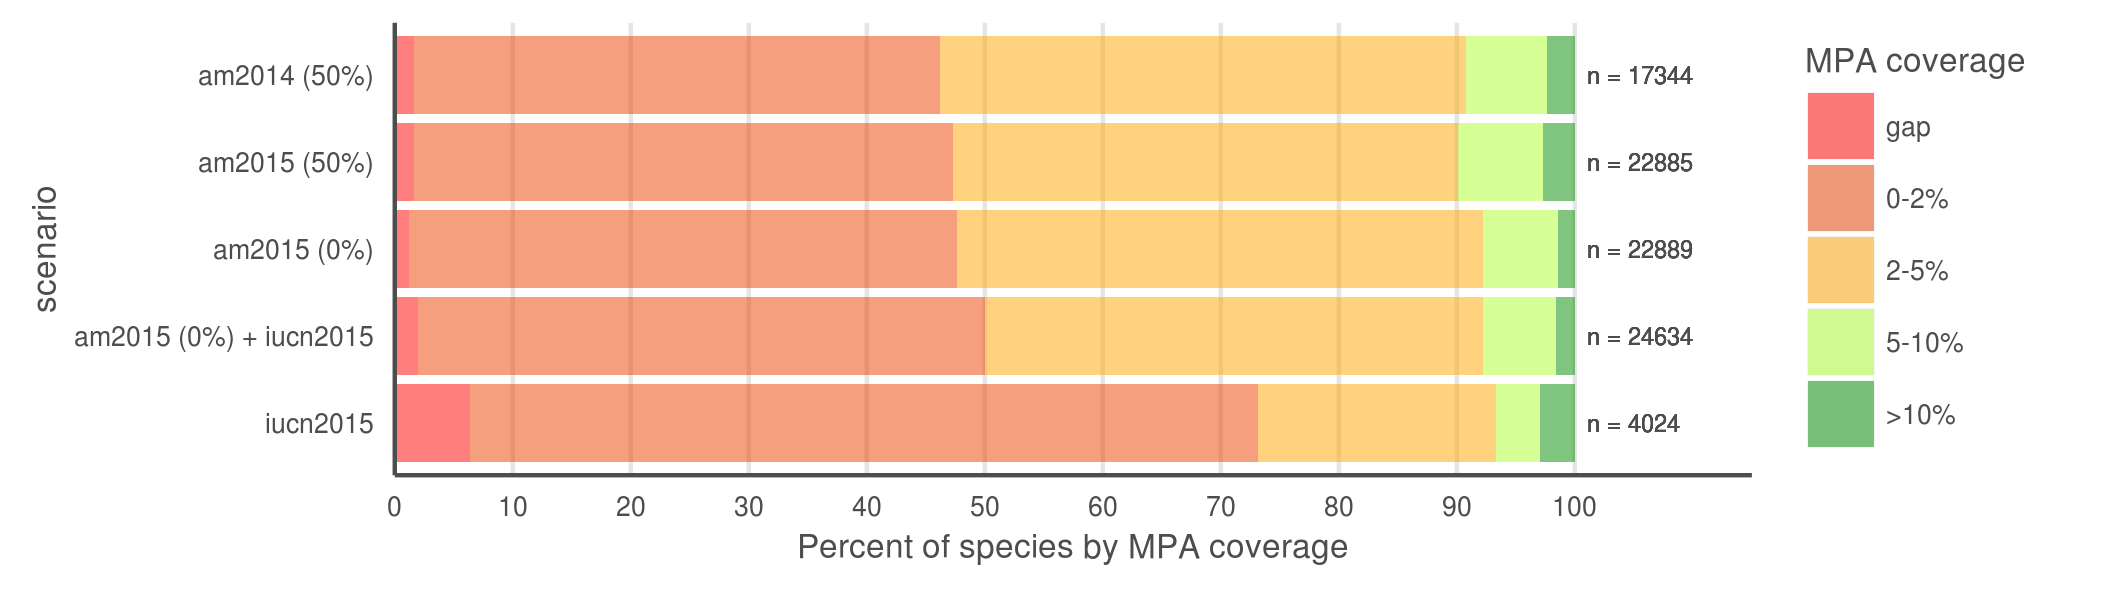 am2014 (50%)
n = 17344
am2015 (50%)
n = 22885
am2015 (0%)
n = 22889
am2015 (0%) + iucn2015
n = 24634
iucn2015
n = 4024
scenario
0 10 20 30 40 50 60 70 80 90 100
Percent of species by MPA coverage
MPA coverage
gap
0-2%
2-5%
5-10%
>10%